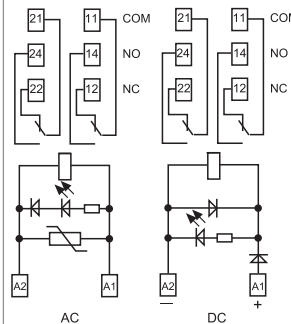 21 11 COM 21 11 COM
24 14 NO 24 14 NO
22 12 NC 22 12 NC
A2 A1 A2 A1
— +
AC DC